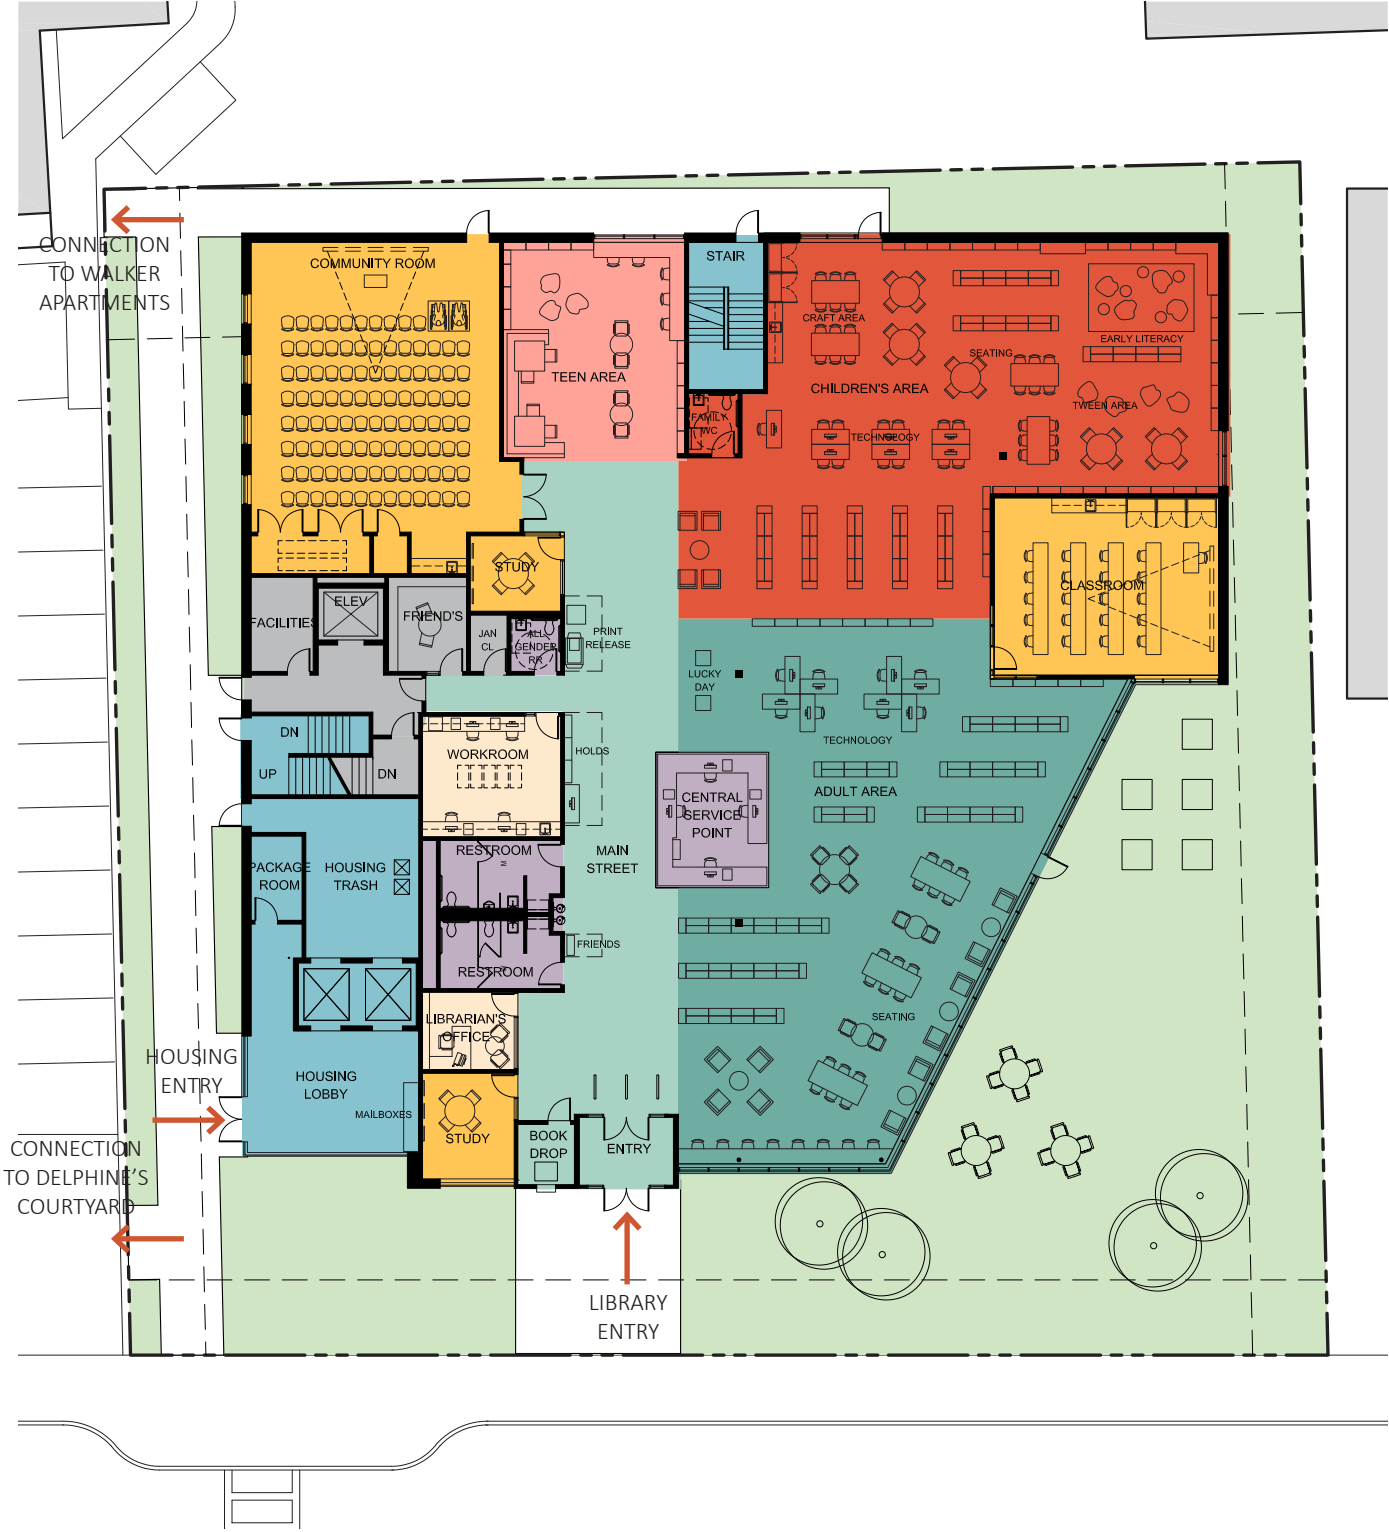 CONNECTION
TO WALKER
APARTMENTS
COMMUNITY ROOM
TEEN AREA
STAIR
CRAFT AREA
SEATING
EARLY LITERACY
CHILDREN'S AREA
TWEEN AREA
FAMILY
WC
TECHNOLOGY
STUDY
CLASSROOM
FACILITIES
ELEV
FRIEND'S
JAN
CL
ALL
GENDER
RR
PRINT
RELEASE
LUCKY
DAY
DN
UP
DN
WORKROOM
HOLDS
TECHNOLOGY
ADULT AREA
CENTRAL
SERVICE
POINT
PACKAGE
ROOM
HOUSING
TRASH
RESTROOM
MAIN
STREET
FRIENDS
RESTROOM
LIBRARIAN'S
OFFICE
SEATING
HOUSING
ENTRY
HOUSING
LOBBY
MAILBOXES
STUDY
BOOK
DROP
ENTRY
CONNECTION
TO DELPHINE'S
COURTYARD
LIBRARY
ENTRY